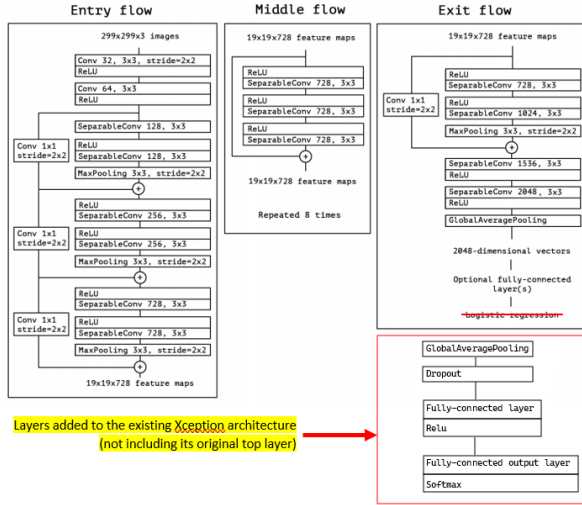 Entry flow
299x299x3 images
Conv 32, 3x3, stride=2x2
ReLU
Conv 64, 3x3
ReLU
SeparableConv 128, 3x3
Conv 1x1
stride=2x2
ReLU
SeparableConv 128, 3x3
MaxPooling 3x3, stride=2x2
+
ReLU
SeparableConv 256, 3x3
Conv 1x1
stride=2x2
ReLU
SeparableConv 256, 3x3
MaxPooling 3x3, stride=2x2
+
ReLU
SeparableConv 728, 3x3
Conv 1x1
stride=2x2
ReLU
SeparableConv 728, 3x3
MaxPooling 3x3, stride=2x2
+
19x19x728 feature maps
Middle flow
19x19x728 feature maps
ReLU
SeparableConv 728, 3x3
ReLU
SeparableConv 728, 3x3
ReLU
SeparableConv 728, 3x3
+
19x19x728 feature maps
Repeated 8 times
Exit flow
19x19x728 feature maps
ReLU
SeparableConv 728, 3x3
Conv 1x1
stride=2x2
ReLU
SeparableConv 1024, 3x3
MaxPooling 3x3, stride=2x2
+
SeparableConv 1536, 3x3
ReLU
SeparableConv 2048, 3x3
ReLU
GlobalAveragePooling
2048-dimensional vectors
Optional fully-connected
layer(s)
Logistic regression
Layers added to the existing Xception architecture
(not including its original top layer)
GlobalAveragePooling
Dropout
Fully-connected layer
Relu
Fully-connected output layer
Softmax